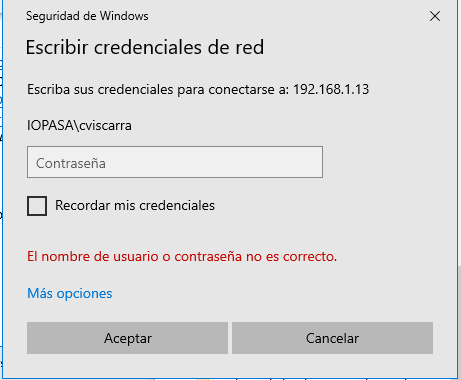 Seguridad de Windows
Escribir credenciales de red
Escriba sus credenciales para conectarse a: 192.168.1.13
IOPASA\cviscarra
Contraseña
Recordar mis credenciales
El nombre de usuario o contraseña no es correcto.
Más opciones
Aceptar
Cancelar